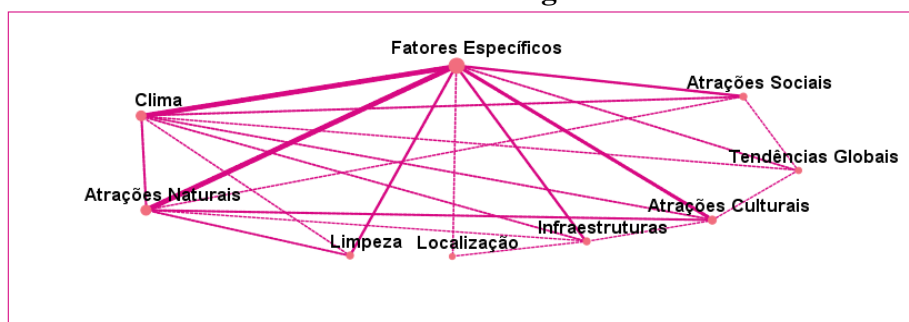 Fatores Específicos
Atrações Sociais
Clima
Tendências Globais
Atrações Naturais
Atrações Culturais
Infraestruturas
Limpeza
Localização